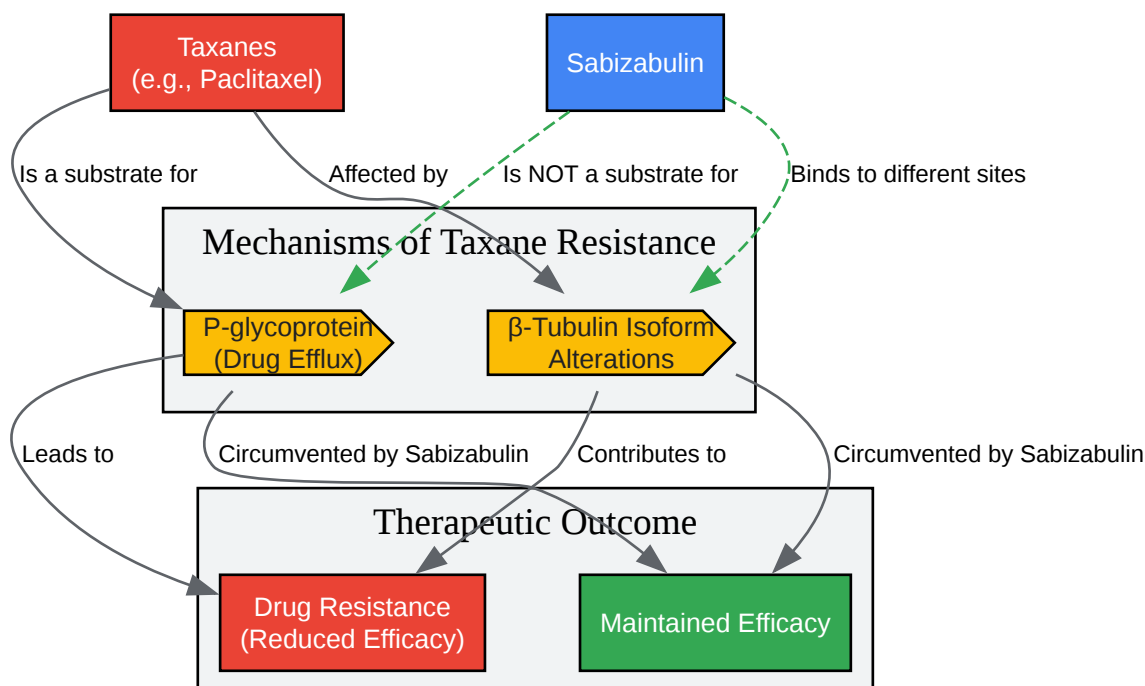 Taxanes
(e.g., Paclitaxel)
Sabizabulin
Is a substrate for
Affected by
Is NOT a substrate for
Binds to different sites
Mechanisms of Taxane Resistance
P-glycoprotein
(Drug Efflux)
β-Tubulin Isoform
Alterations
Leads to
Circumvented by Sabizabulin
Contributes to
Circumvented by Sabizabulin
Therapeutic Outcome
Drug Resistance
(Reduced Efficacy)
Maintained Efficacy